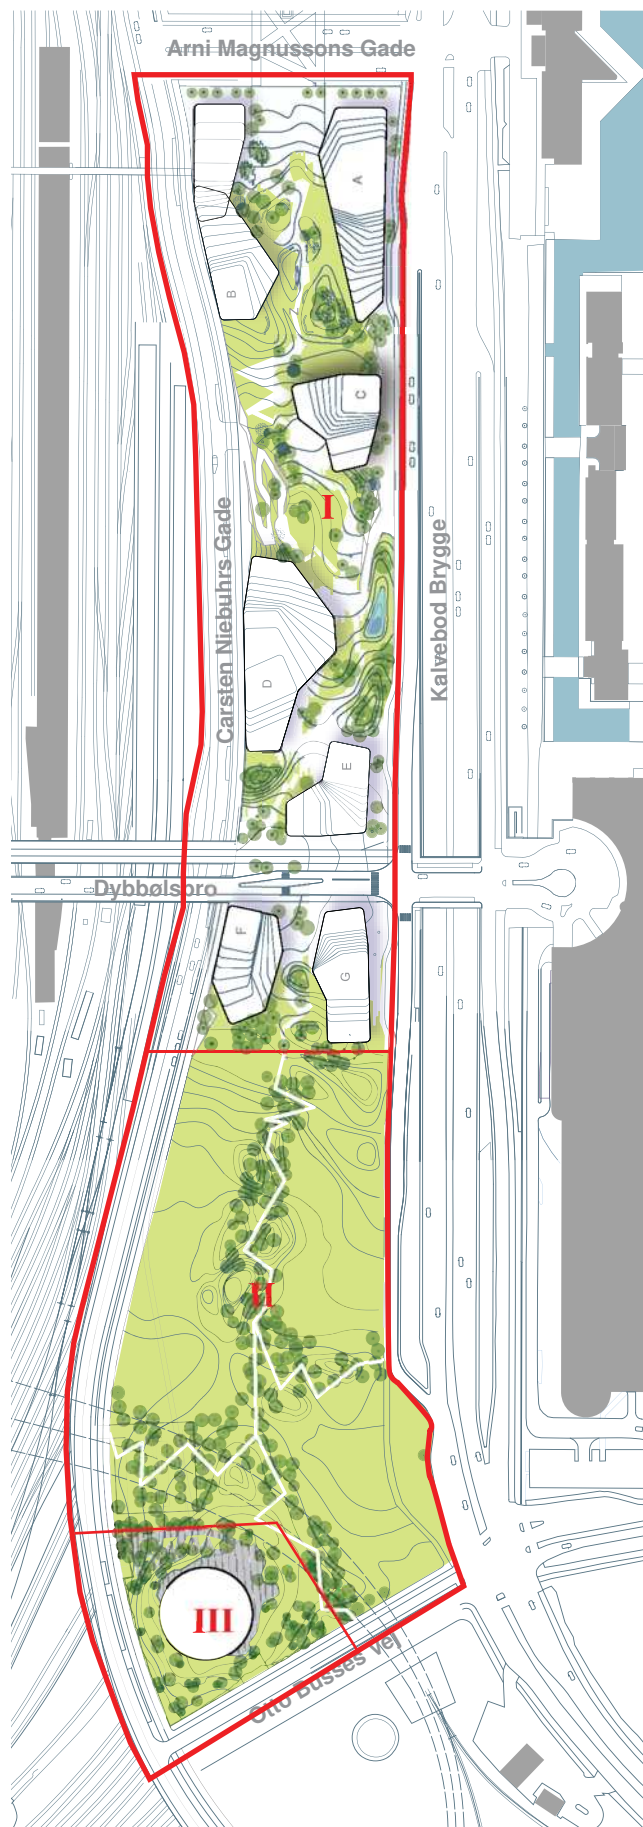 Arni Magnussons Gade
A
B
C
I
Carsten Niebuhrs Gade
Kalvebod Brygge
D
E
Dybbølsbro
F
G
II
III
Otto Busses Vej